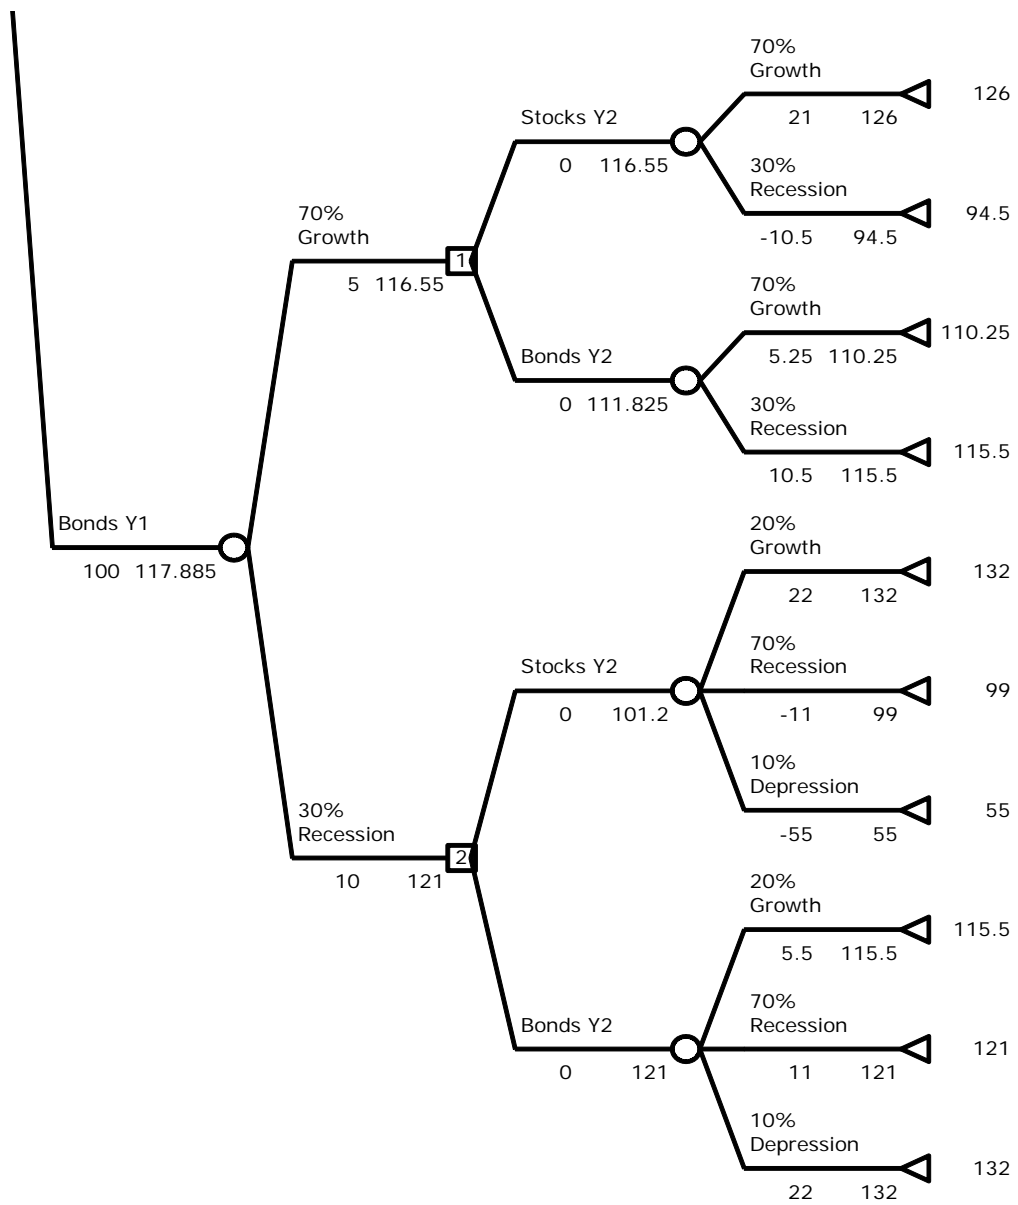 70%
Growth
126
21 126
Stocks Y2
0 116.55
30%
Recession
94.5
-10.5 94.5
70%
Growth
1
5 116.55
70%
Growth
110.25
5.25 110.25
Bonds Y2
0 111.825
30%
Recession
115.5
10.5 115.5
Bonds Y1
100 117.885
20%
Growth
132
22 132
Stocks Y2
0 101.2
70%
Recession
99
-11 99
10%
Depression
55
-55 55
30%
Recession
2
10 121
20%
Growth
115.5
5.5 115.5
Bonds Y2
0 121
70%
Recession
121
11 121
10%
Depression
132
22 132